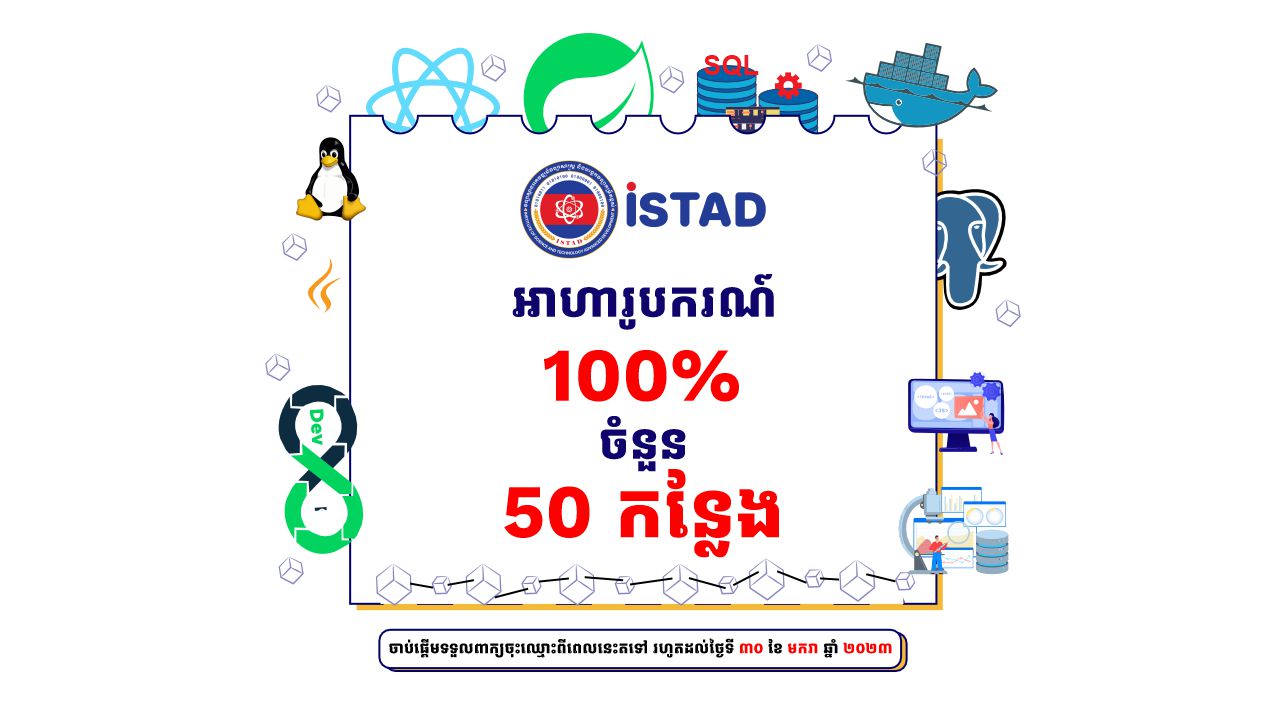 SQL
ISTAD
ISTAD
អាហារូបករណ៍
100%
ចំនួន
50 កន្លែង
Dev
ចាប់ផ្តើមទទួលពាក្យចុះឈ្មោះពីពេលនេះតទៅ រហូតដល់ថ្ងៃទី ៣០ ខែ មករា ឆ្នាំ ២០២៣